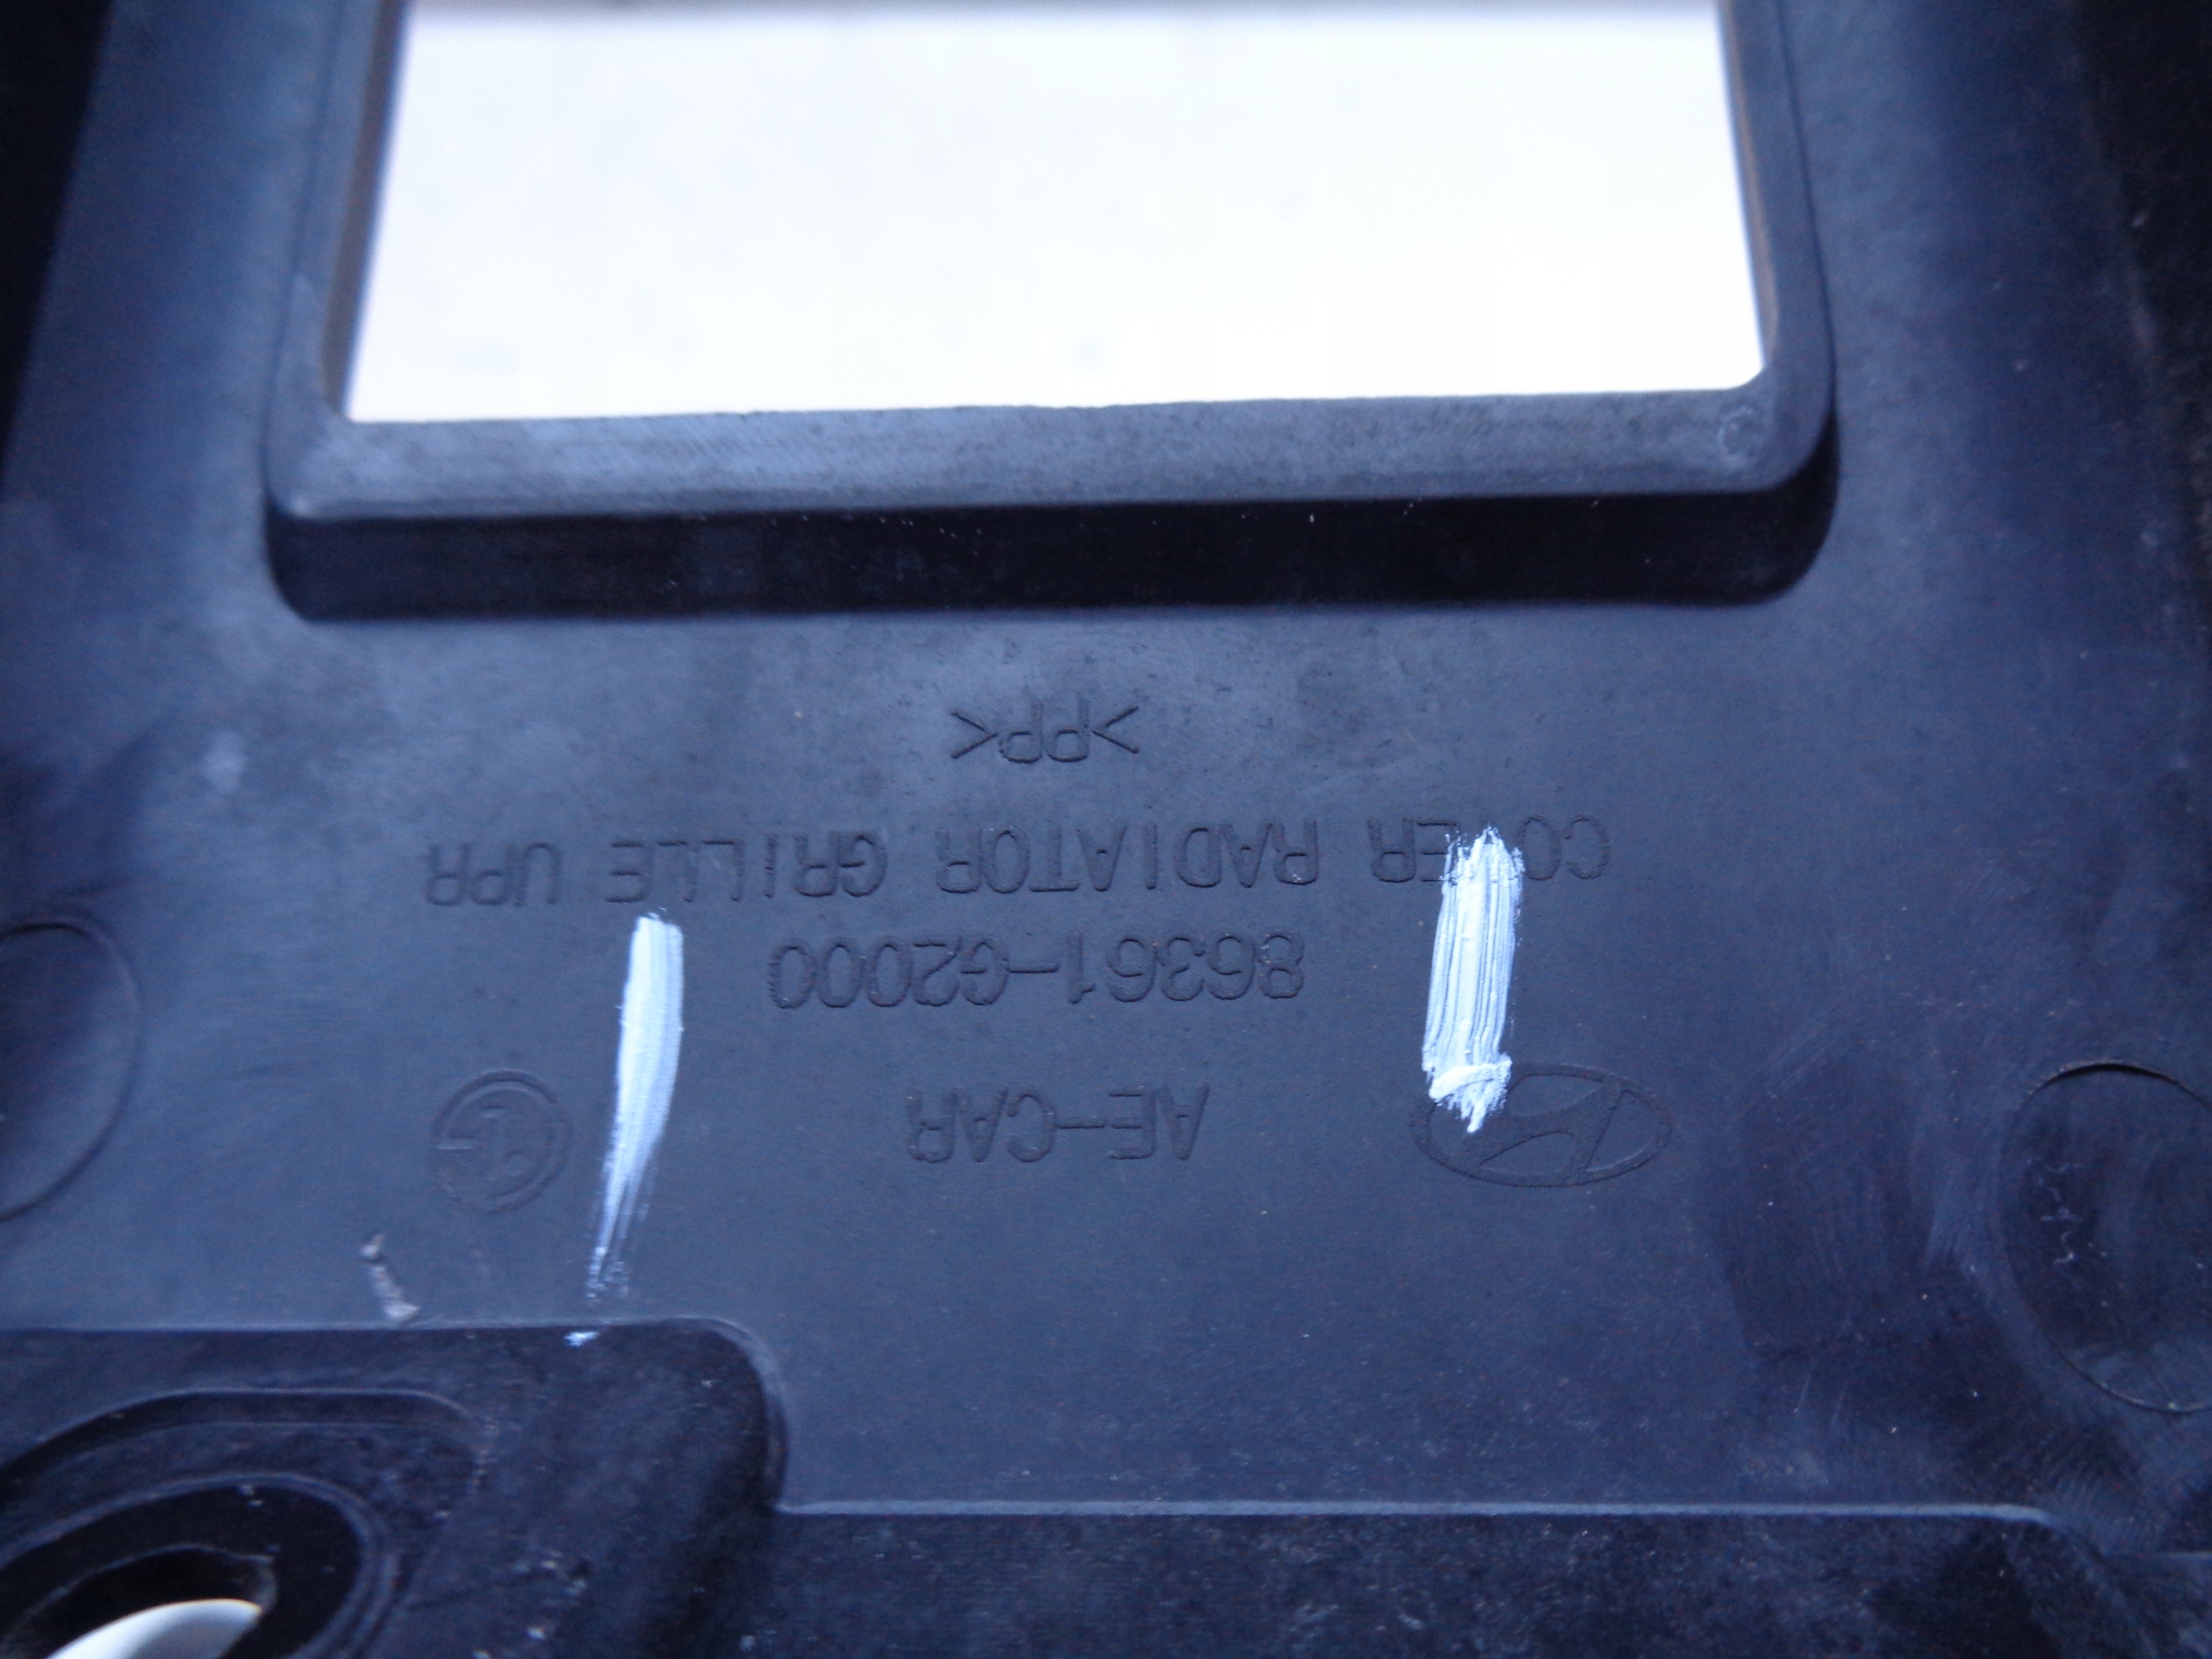 AE-CAR
86361-G2000
COVER RADIATOR GRILLE UPR
>PP<